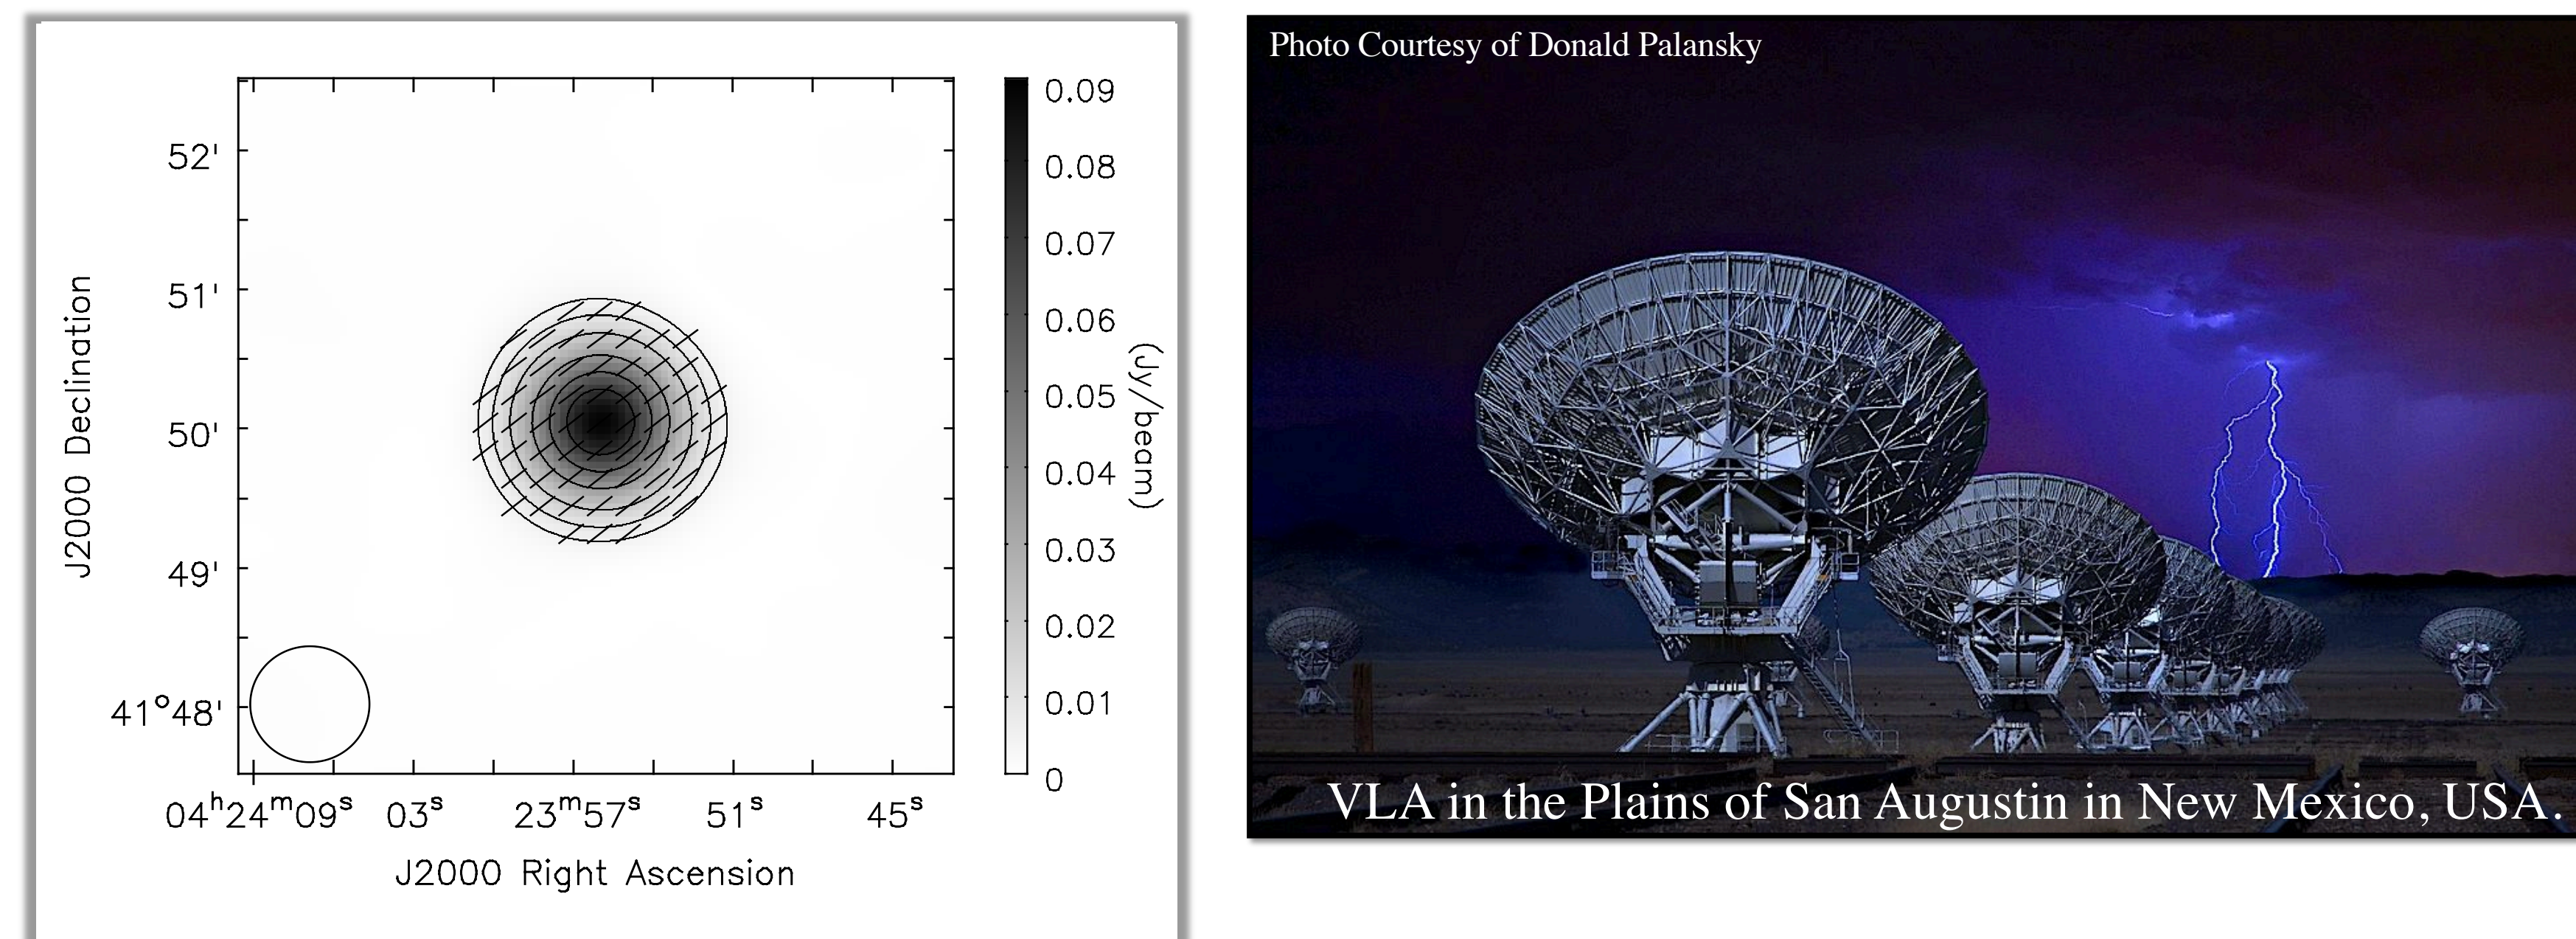 52'
51'
50'
49'
41°48'
J2000 Declination
04ʰ24ᵐ09ˢ 03ˢ 23ᵐ57ˢ 51ˢ 45ˢ
J2000 Right Ascension
0.09
0.08
0.07
0.06
0.05
0.04
0.03
0.02
0.01
0
(Jy/beam)
Photo Courtesy of Donald Palansky
VLA in the Plains of San Augustin in New Mexico, USA.